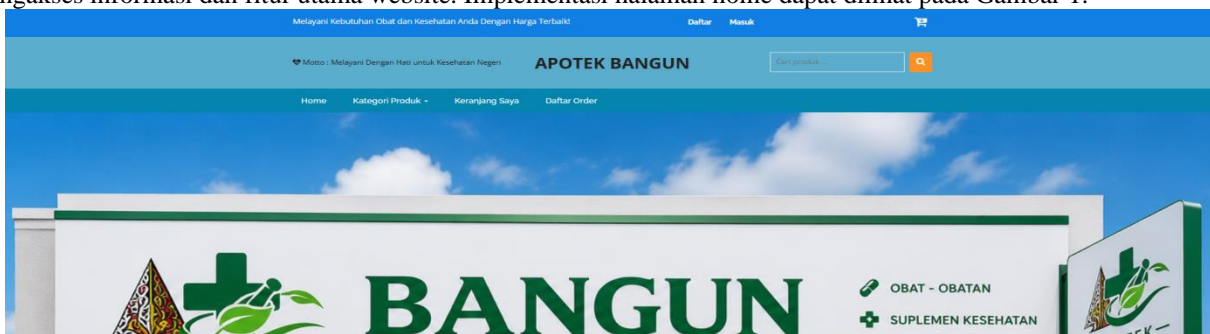 ngakses informasi dan fitur utama website. Implementasi halaman home dapat dilihat pada Gambar 1.
Melayani Kebutuhan Obat dan Kesehatan Anda Dengan Harga Terbaik!
Daftar Masuk
Motto : Melayani Dengan Hati untuk Kesehatan Negeri
APOTEK BANGUN
Cari produk...
Home Kategori Produk Keranjang Saya Daftar Order
BANGUN
OBAT - OBATAN
SUPLEMEN KESEHATAN